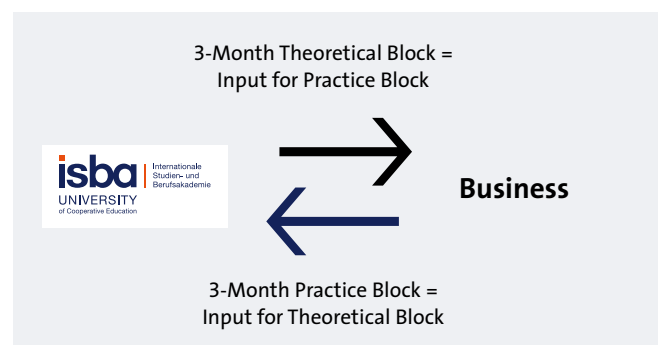 3-Month Theoretical Block =
Input for Practice Block
isba
Internationale
Studien- und
Berufsakademie
UNIVERSITY
of Cooperative Education
Business
3-Month Practice Block =
Input for Theoretical Block